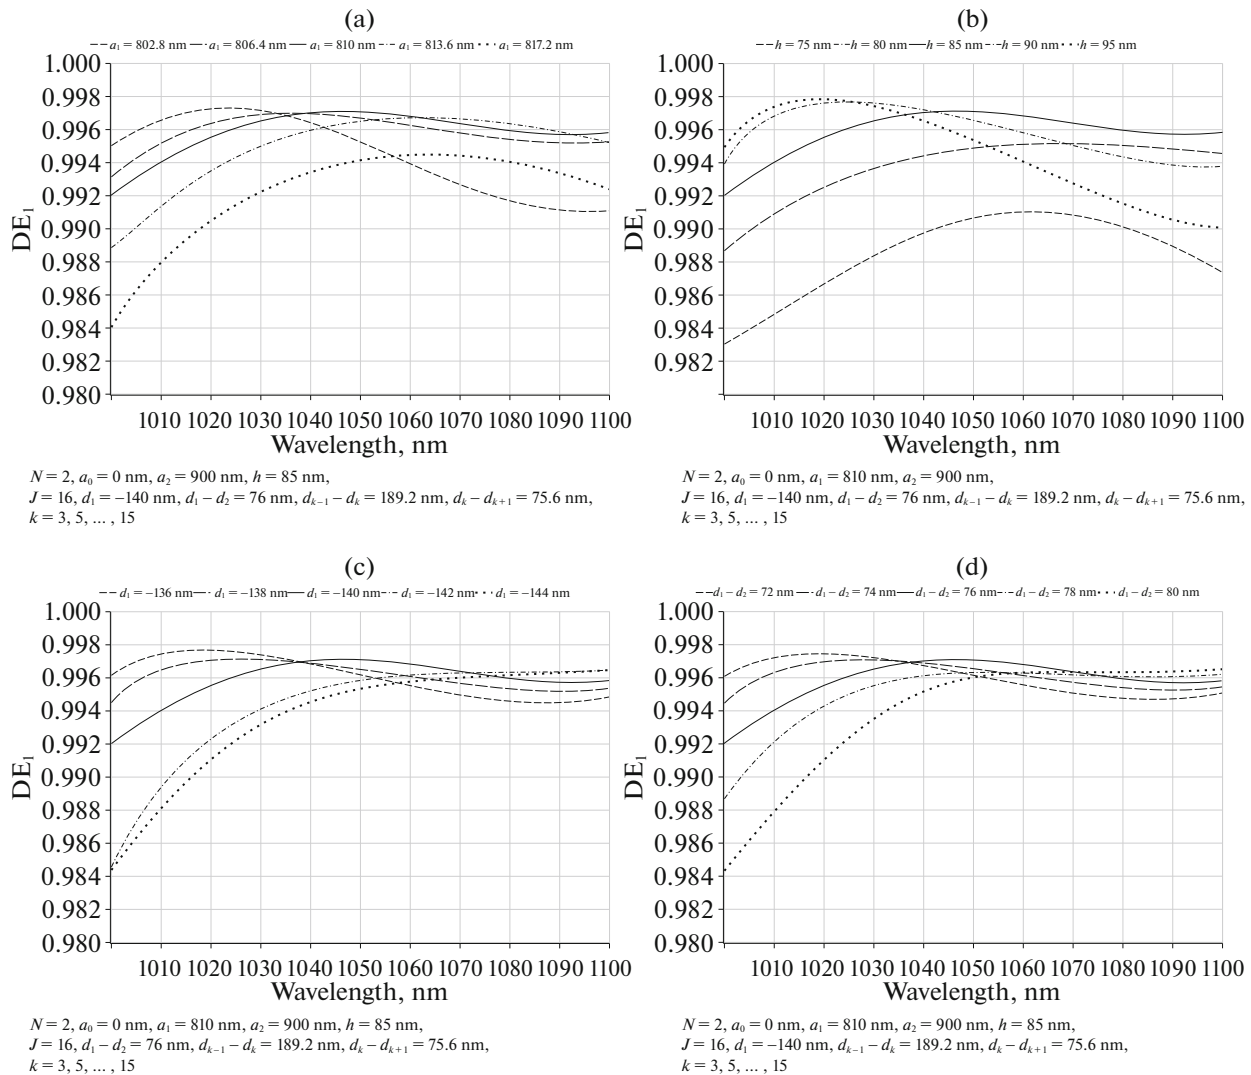 (a)
a₁ = 802.8 nm a₁ = 806.4 nm a₁ = 810 nm a₁ = 813.6 nm a₁ = 817.2 nm
1.000
0.998
0.996
0.994
0.992
0.990
0.988
0.986
0.984
0.982
0.980
DE₁
1010 1020 1030 1040 1050 1060 1070 1080 1090 1100
Wavelength, nm
N = 2, a₀ = 0 nm, a₂ = 900 nm, h = 85 nm,
J = 16, d₁ = −140 nm, d₁ − d₂ = 76 nm, dₖ₋₁ − dₖ = 189.2 nm, dₖ − dₖ₊₁ = 75.6 nm,
k = 3, 5, ... , 15
(b)
h = 75 nm h = 80 nm h = 85 nm h = 90 nm h = 95 nm
1.000
0.998
0.996
0.994
0.992
0.990
0.988
0.986
0.984
0.982
0.980
DE₁
1010 1020 1030 1040 1050 1060 1070 1080 1090 1100
Wavelength, nm
N = 2, a₀ = 0 nm, a₁ = 810 nm, a₂ = 900 nm,
J = 16, d₁ = −140 nm, d₁ − d₂ = 76 nm, dₖ₋₁ − dₖ = 189.2 nm, dₖ − dₖ₊₁ = 75.6 nm,
k = 3, 5, ... , 15
(c)
d₁ = −136 nm d₁ = −138 nm d₁ = −140 nm d₁ = −142 nm d₁ = −144 nm
1.000
0.998
0.996
0.994
0.992
0.990
0.988
0.986
0.984
0.982
0.980
DE₁
1010 1020 1030 1040 1050 1060 1070 1080 1090 1100
Wavelength, nm
N = 2, a₀ = 0 nm, a₁ = 810 nm, a₂ = 900 nm, h = 85 nm,
J = 16, d₁ − d₂ = 76 nm, dₖ₋₁ − dₖ = 189.2 nm, dₖ − dₖ₊₁ = 75.6 nm,
k = 3, 5, ... , 15
(d)
d₁ − d₂ = 72 nm d₁ − d₂ = 74 nm d₁ − d₂ = 76 nm d₁ − d₂ = 78 nm d₁ − d₂ = 80 nm
1.000
0.998
0.996
0.994
0.992
0.990
0.988
0.986
0.984
0.982
0.980
DE₁
1010 1020 1030 1040 1050 1060 1070 1080 1090 1100
Wavelength, nm
N = 2, a₀ = 0 nm, a₁ = 810 nm, a₂ = 900 nm, h = 85 nm,
J = 16, d₁ = −140 nm, dₖ₋₁ − dₖ = 189.2 nm, dₖ − dₖ₊₁ = 75.6 nm,
k = 3, 5, ... , 15